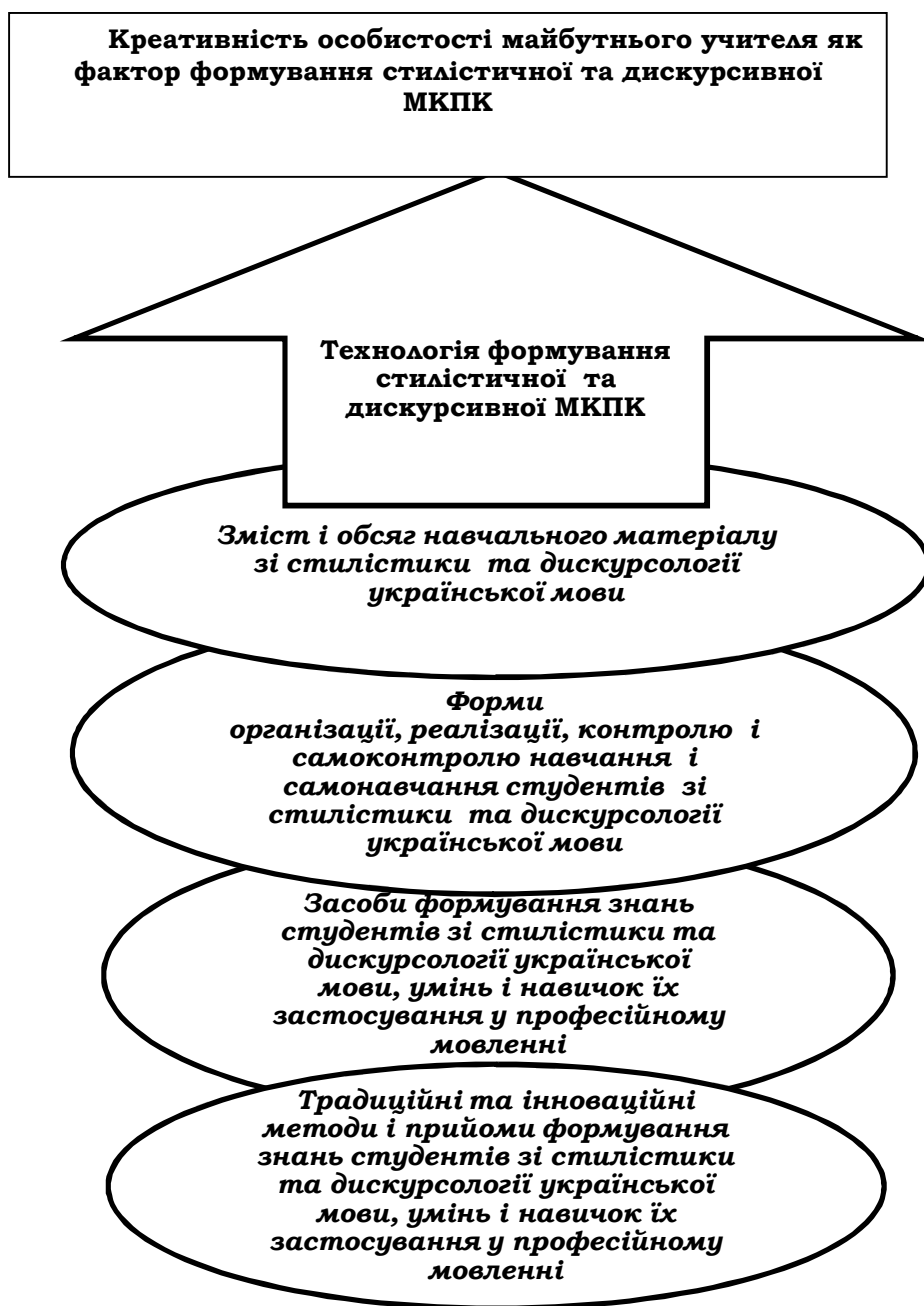 Креативність особистості майбутнього учителя як
фактор формування стилістичної та дискурсивної
МКПК
Технологія формування
стилістичної та
дискурсивної МКПК
Зміст і обсяг навчального матеріалу
зі стилістики та дискурсології
української мови
Форми
організації, реалізації, контролю і
самоконтролю навчання і
самонавчання студентів зі
стилістики та дискурсології
української мови
Засоби формування знань
студентів зі стилістики та
дискурсології української
мови, умінь і навичок їх
застосування у професійному
мовленні
Традиційні та інноваційні
методи і прийоми формування
знань студентів зі стилістики
та дискурсології української
мови, умінь і навичок їх
застосування у професійному
мовленні